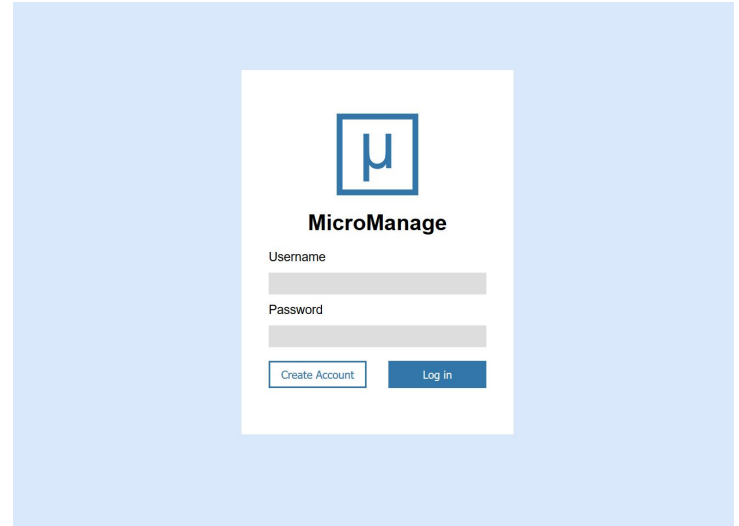 μ
MicroManage
Username
Password
Create Account
Log in